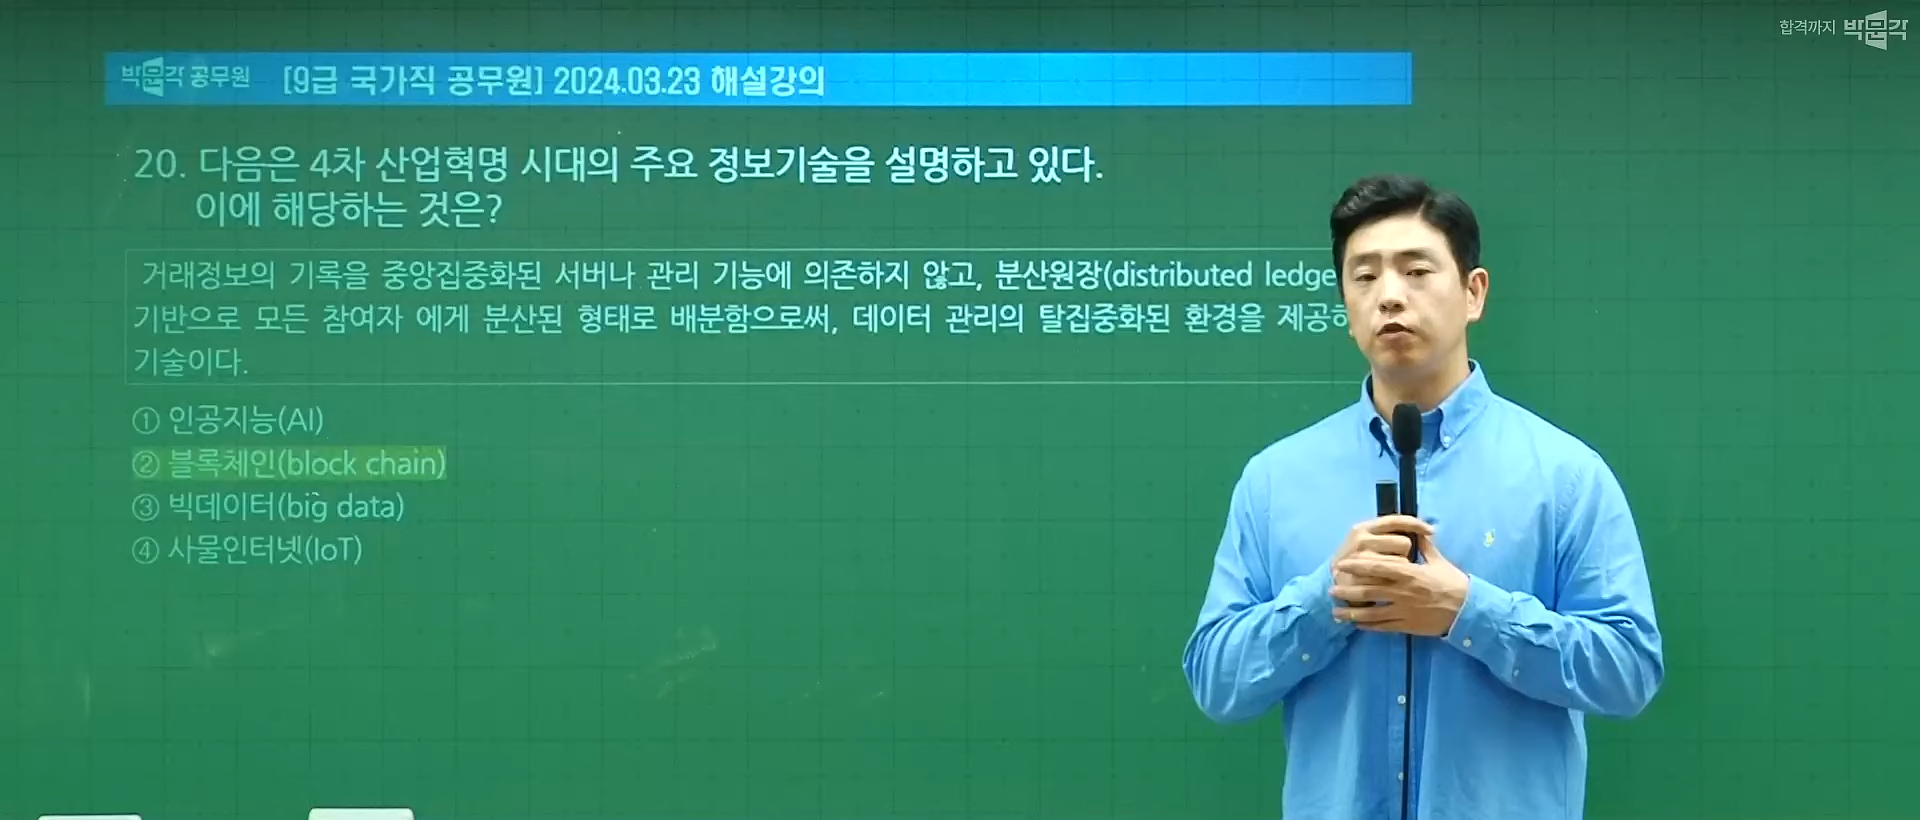 합격까지 박문각
박문각 공무원 [9급 국가직 공무원] 2024.03.23 해설강의
20. 다음은 4차 산업혁명 시대의 주요 정보기술을 설명하고 있다.
이에 해당하는 것은?
거래정보의 기록을 중앙집중화된 서버나 관리 기능에 의존하지 않고, 분산원장(distributed ledge
기반으로 모든 참여자 에게 분산된 형태로 배분함으로써, 데이터 관리의 탈집중화된 환경을 제공하
기술이다.
① 인공지능(AI)
② 블록체인(block chain)
③ 빅데이터(big data)
④ 사물인터넷(IoT)